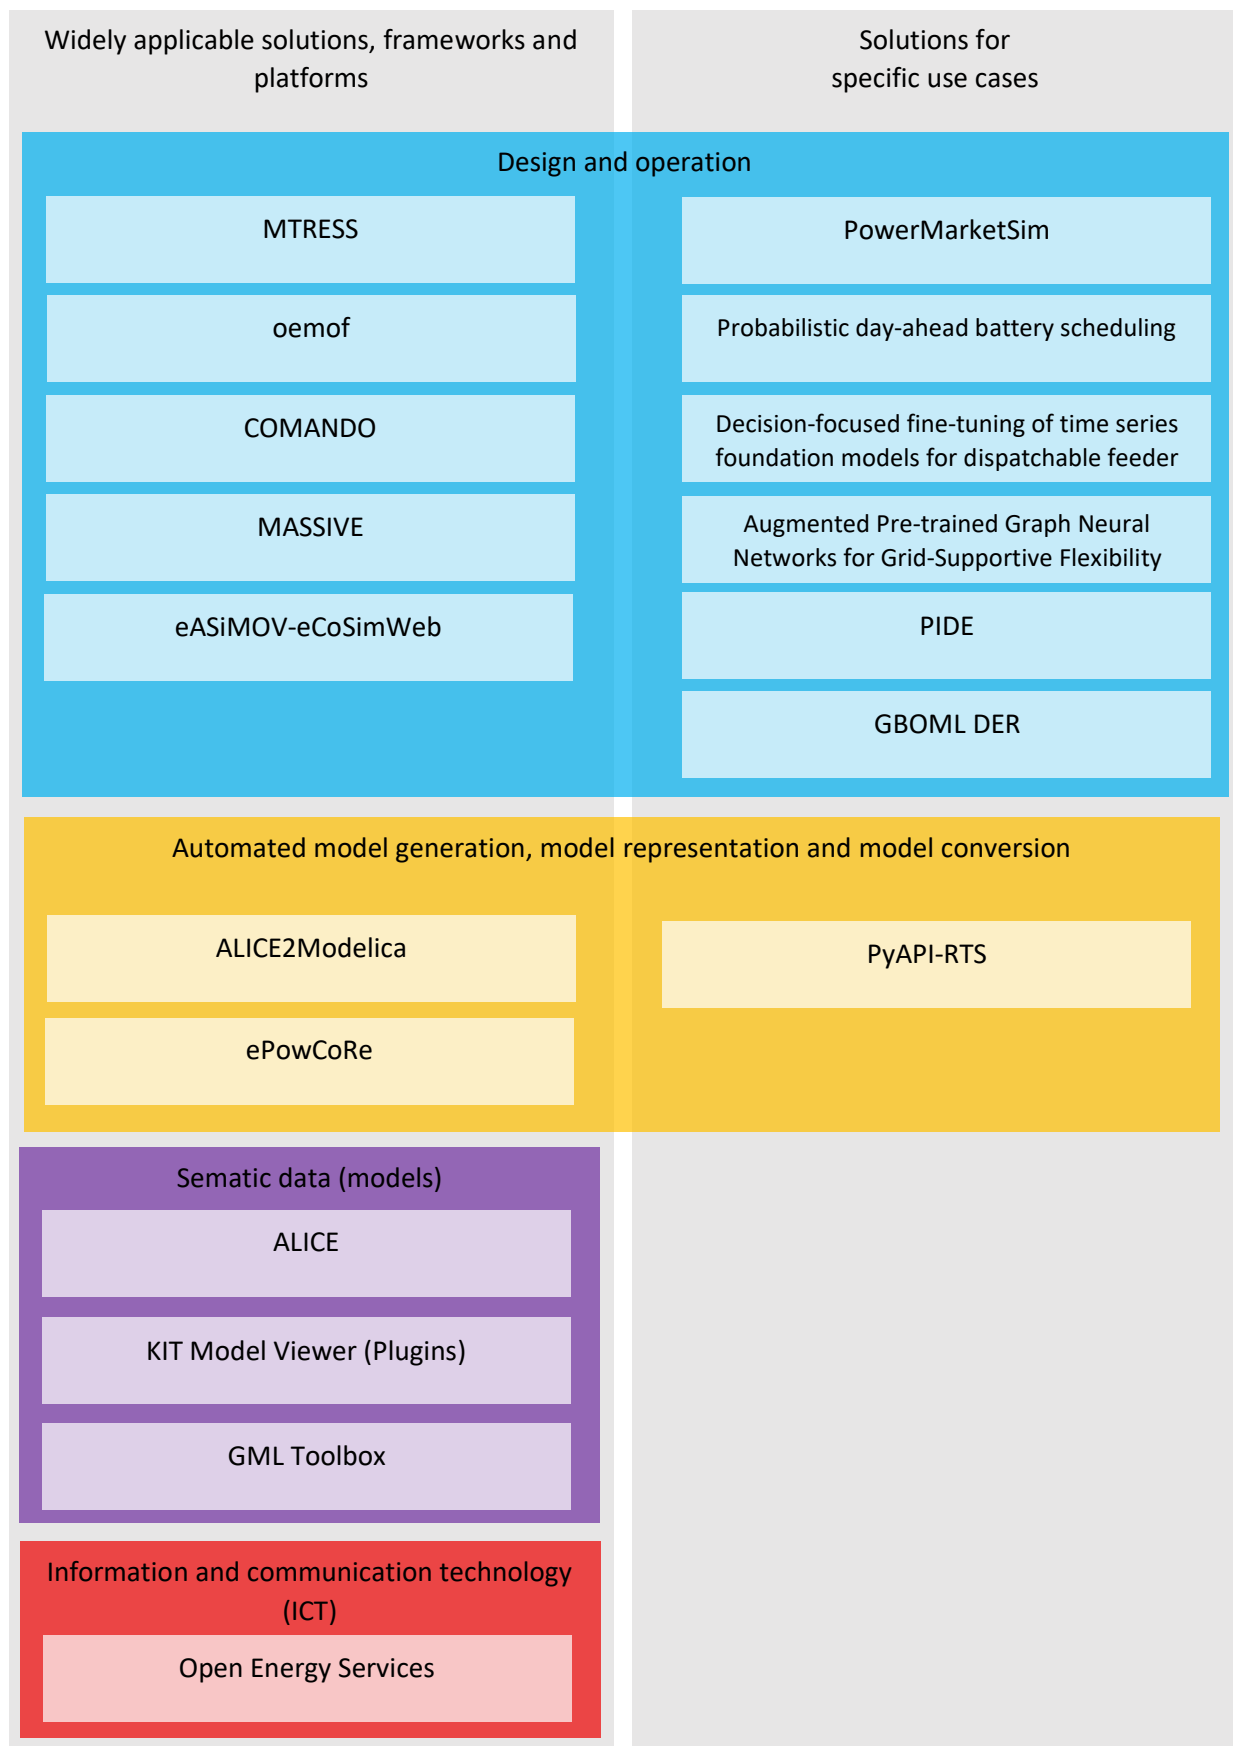 Widely applicable solutions, frameworks and
platforms
Solutions for
specific use cases
Design and operation
MTRESS
oemof
COMANDO
MASSIVE
eASiMOV-eCoSimWeb
PowerMarketSim
Probabilistic day-ahead battery scheduling
Decision-focused fine-tuning of time series
foundation models for dispatchable feeder
Augmented Pre-trained Graph Neural
Networks for Grid-Supportive Flexibility
PIDE
GBOML DER
Automated model generation, model representation and model conversion
ALICE2Modelica
ePowCoRe
PyAPI-RTS
Sematic data (models)
ALICE
KIT Model Viewer (Plugins)
GML Toolbox
Information and communication technology
(ICT)
Open Energy Services